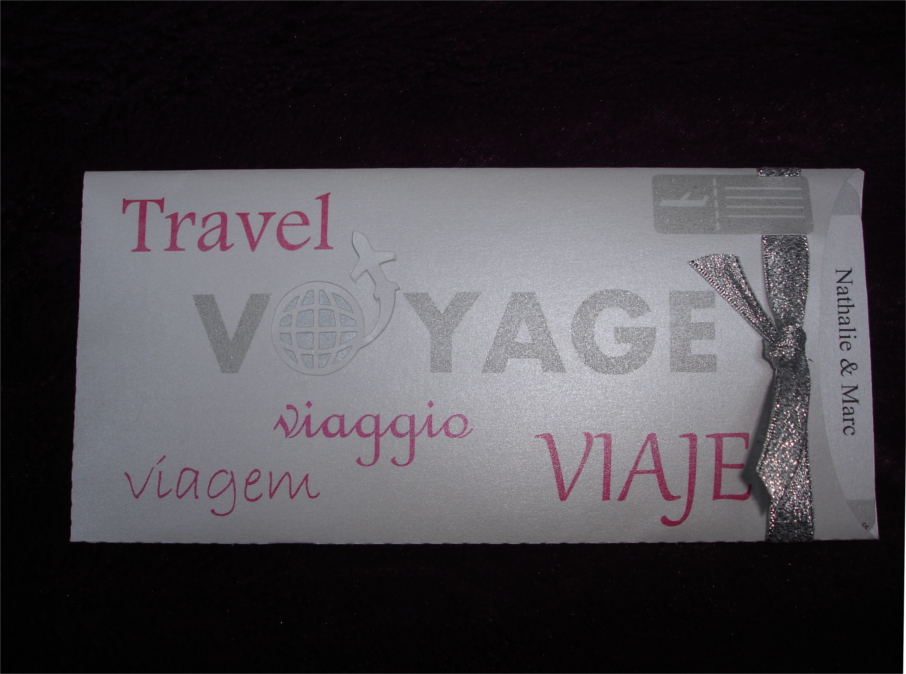 Travel
VOYAGE
viaggio
viagem
VIAJE
Nathalie & Marc